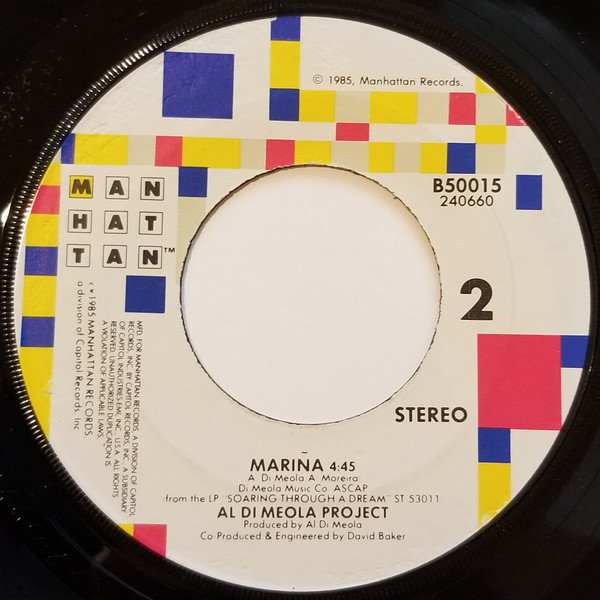 © 1985, Manhattan Records.
B50015
240660
MAN
HAT
TAN™
2
℗ 1985 MANHATTAN RECORDS,
a division of Capitol Records, Inc
MFD. FOR MANHATTAN RECORDS, A DIVISION OF CAPITOL
RECORDS, INC. BY CAPITOL RECORDS, INC. A SUBSIDIARY
OF CAPITOL INDUSTRIES-EMI, INC., U.S.A. ALL RIGHTS
RESERVED. UNAUTHORIZED DUPLICATION IS
A VIOLATION OF APPLICABLE LAWS.
STEREO
MARINA 4:45
A. Di Meola A. Moreira
Di Meola Music Co. ASCAP
from the LP "SOARING THROUGH A DREAM" ST 53011
AL DI MEOLA PROJECT
Produced by Al Di Meola
Co Produced & Engineered by David Baker